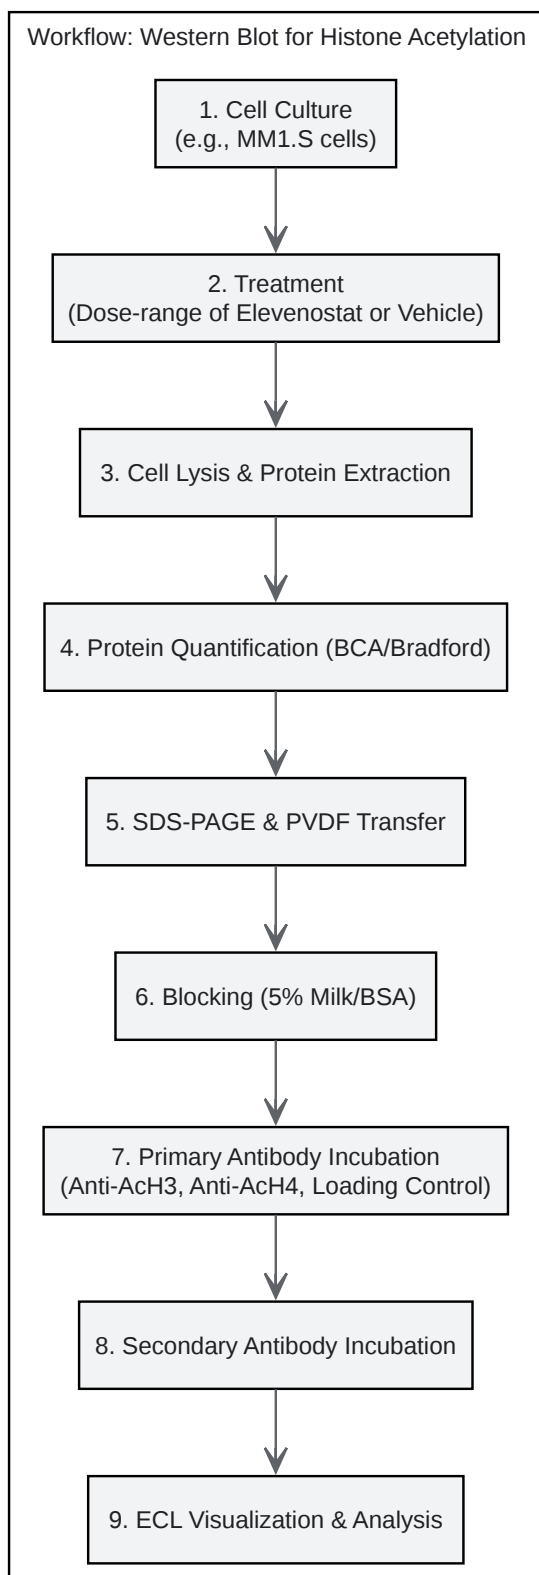 Workflow: Western Blot for Histone Acetylation
1. Cell Culture
(e.g., MM1.S cells)
2. Treatment
(Dose-range of Elevenostat or Vehicle)
3. Cell Lysis & Protein Extraction
4. Protein Quantification (BCA/Bradford)
5. SDS-PAGE & PVDF Transfer
6. Blocking (5% Milk/BSA)
7. Primary Antibody Incubation
(Anti-AcH3, Anti-AcH4, Loading Control)
8. Secondary Antibody Incubation
9. ECL Visualization & Analysis